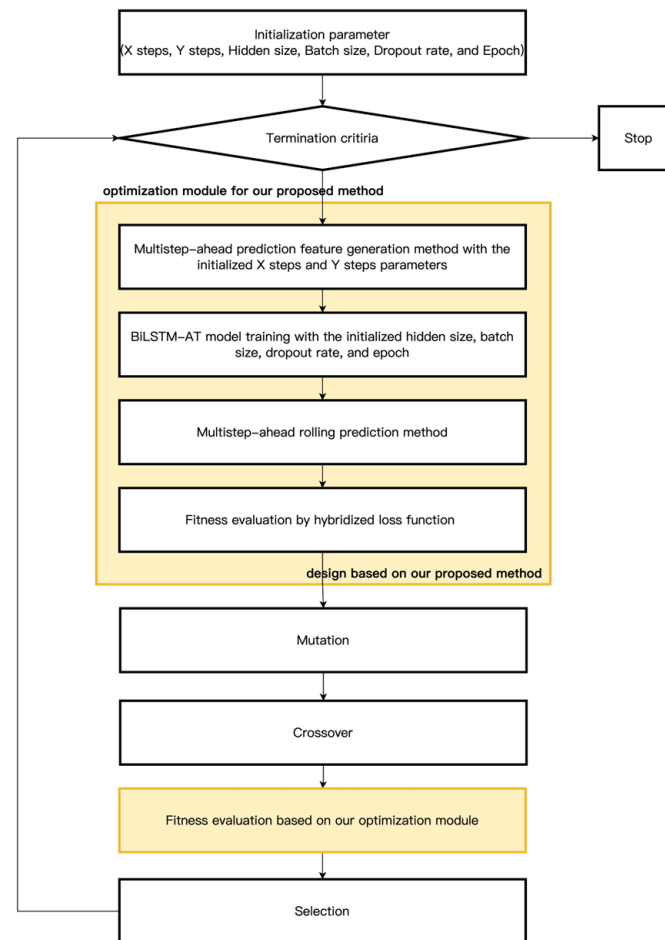 Initialization parameter
(X steps, Y steps, Hidden size, Batch size, Dropout rate, and Epoch)
Termination critiria
Stop
optimization module for our proposed method
Multistep-ahead prediction feature generation method with the
initialized X steps and Y steps parameters
BiLSTM-AT model training with the initialized hidden size, batch
size, dropout rate, and epoch
Multistep-ahead rolling prediction method
Fitness evaluation by hybridized loss function
design based on our proposed method
Mutation
Crossover
Fitness evaluation based on our optimization module
Selection